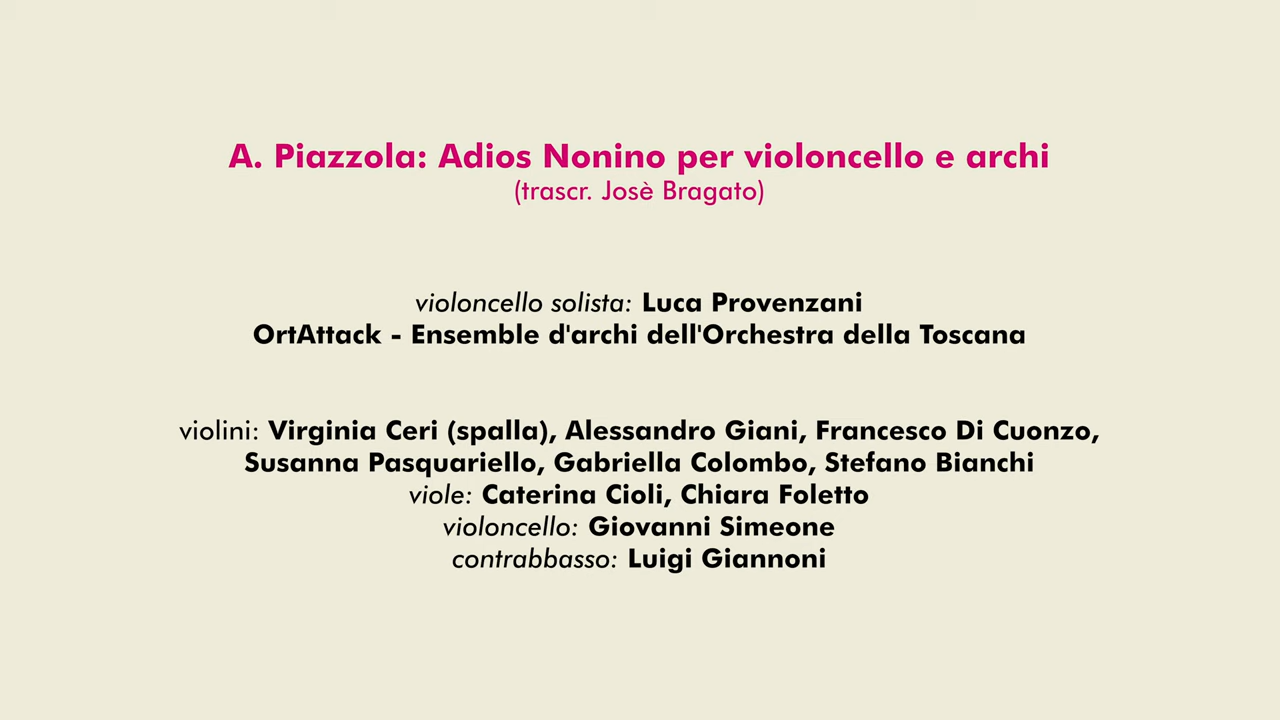 A. Piazzola: Adios Nonino per violoncello e archi
(trascr. Josè Bragato)
violoncello solista: Luca Provenzani
OrtAttack - Ensemble d'archi dell'Orchestra della Toscana
violini: Virginia Ceri (spalla), Alessandro Giani, Francesco Di Cuonzo,
Susanna Pasquariello, Gabriella Colombo, Stefano Bianchi
viole: Caterina Cioli, Chiara Foletto
violoncello: Giovanni Simeone
contrabbasso: Luigi Giannoni